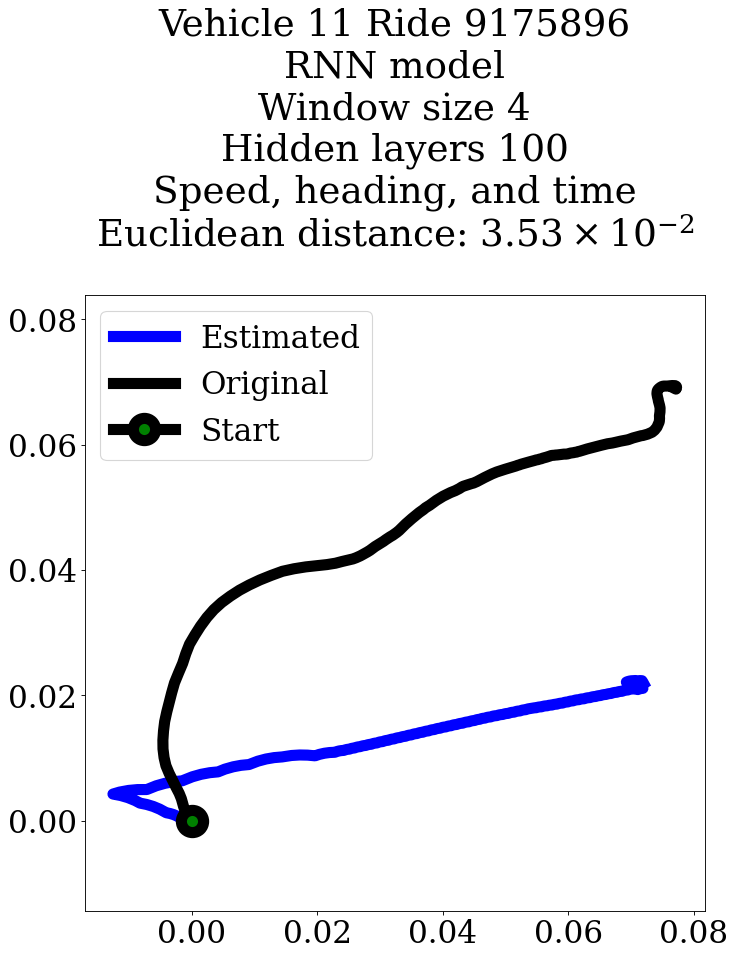 Vehicle 11 Ride 9175896
RNN model
Window size 4
Hidden layers 100
Speed, heading, and time
Euclidean distance: $3.53 \times 10^{-2}$
Estimated
Original
Start
0.08
0.06
0.04
0.02
0.00
0.00 0.02 0.04 0.06 0.08